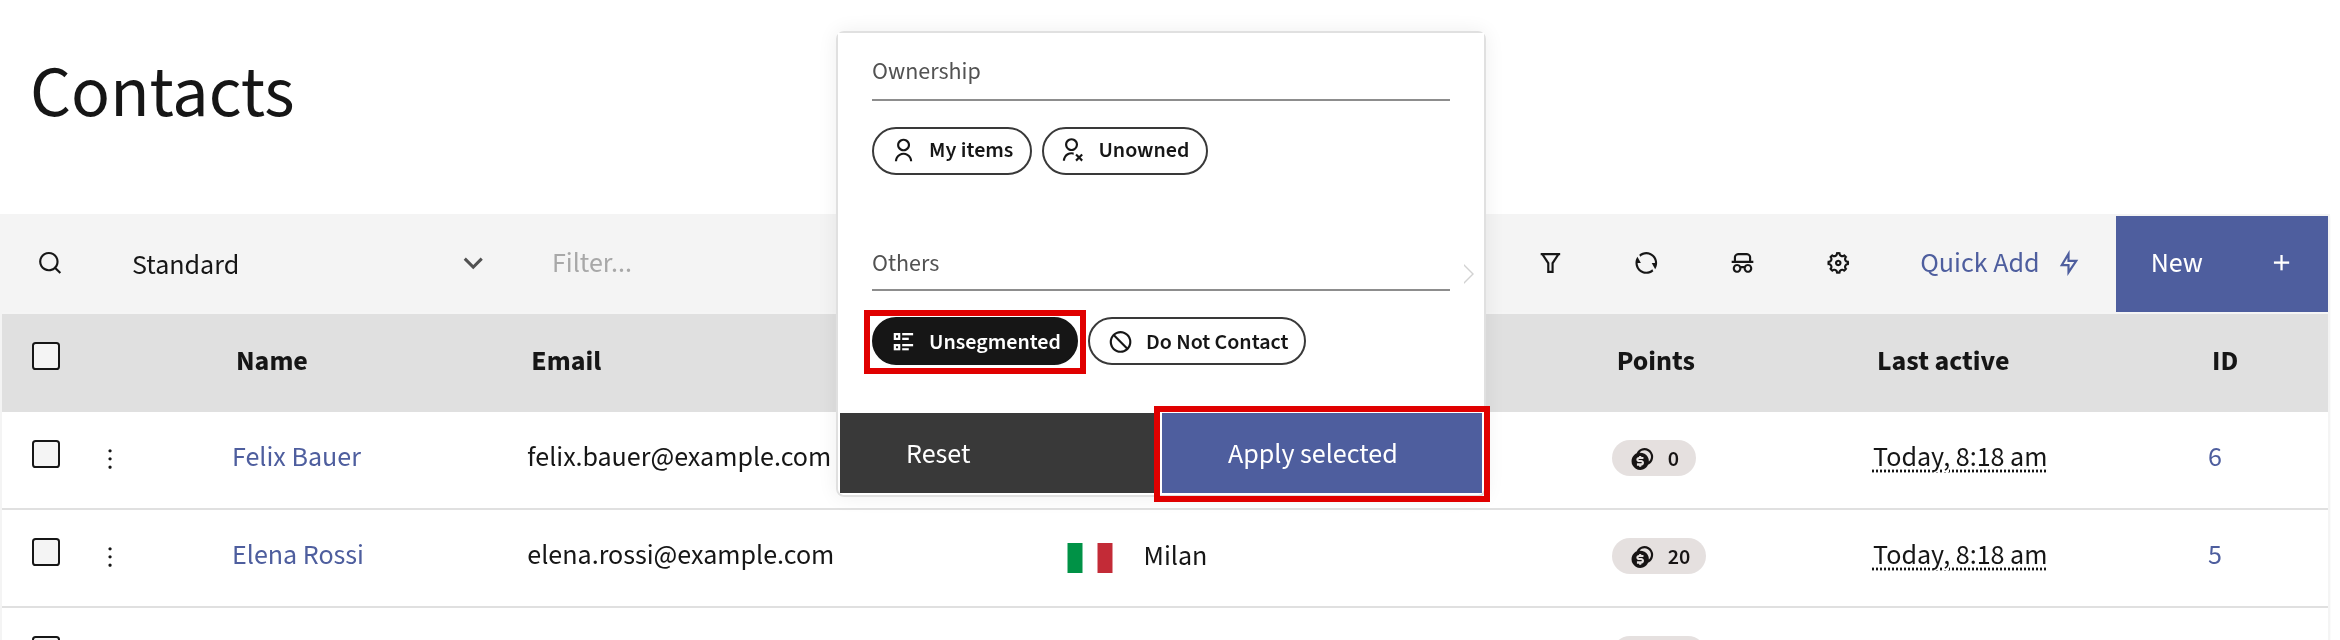 Contacts
Ownership
My items Unowned
Others
Unsegmented Do Not Contact
Reset Apply selected
Standard Filter... Quick Add New +
Name Email Points Last active ID
Felix Bauer felix.bauer@example.com 0 Today, 8:18 am 6
Elena Rossi elena.rossi@example.com Milan 20 Today, 8:18 am 5